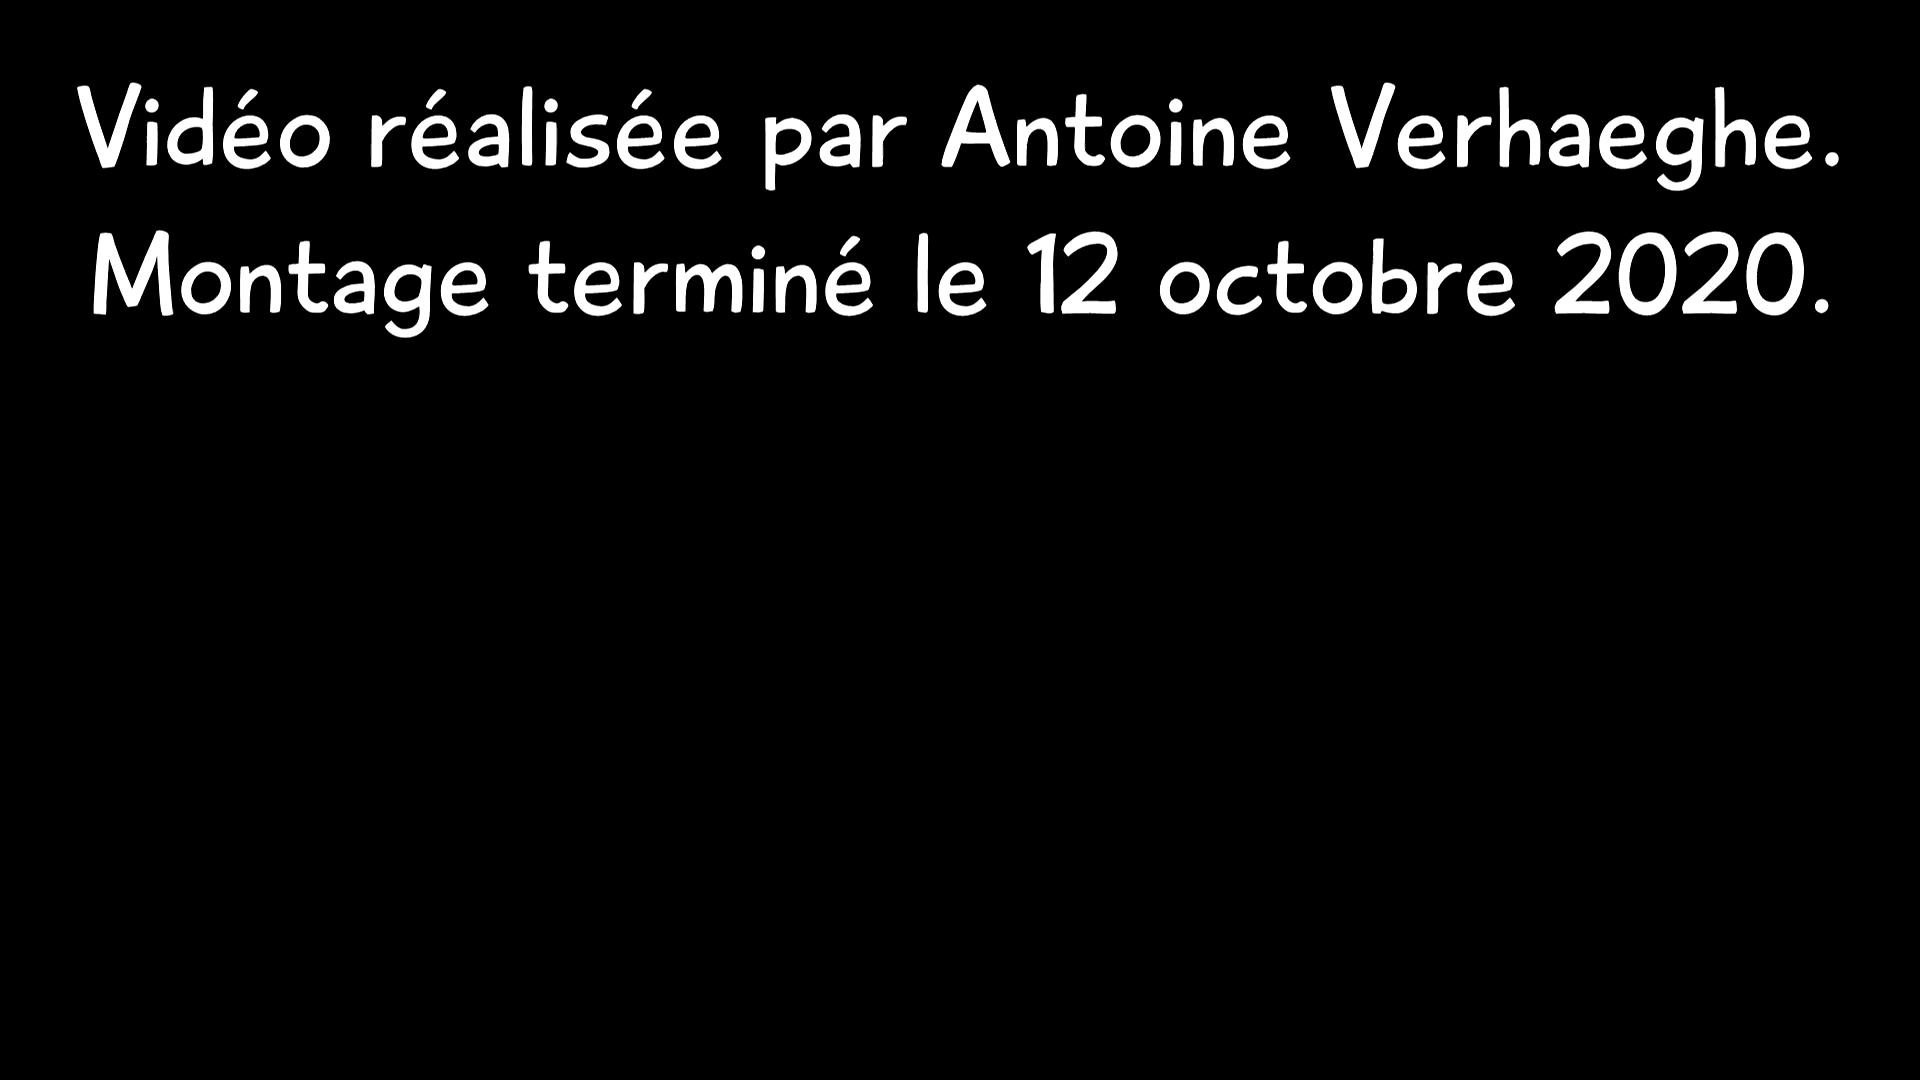 Vidéo réalisée par Antoine Verhaeghe.
Montage terminé le 12 octobre 2020.